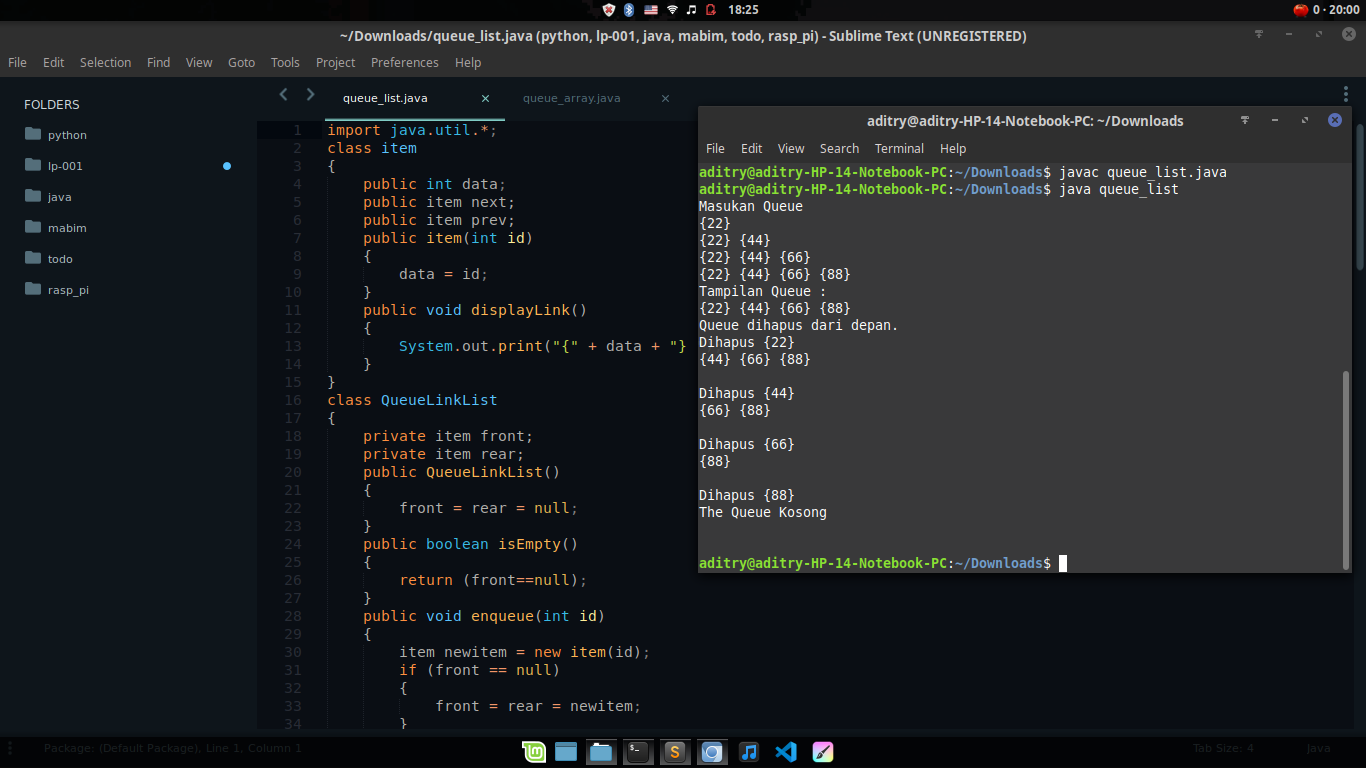 18:25
0 · 20:00
~/Downloads/queue_list.java (python, lp-001, java, mabim, todo, rasp_pi) - Sublime Text (UNREGISTERED)
File Edit Selection Find View Goto Tools Project Preferences Help
FOLDERS
python
lp-001
java
mabim
todo
rasp_pi
queue_list.java queue_array.java
1 import java.util.*;
2 class item
3 {
4 public int data;
5 public item next;
6 public item prev;
7 public item(int id)
8 {
9 data = id;
10 }
11 public void displayLink()
12 {
13 System.out.print("{" + data + "}
14 }
15 }
16 class QueueLinkList
17 {
18 private item front;
19 private item rear;
20 public QueueLinkList()
21 {
22 front = rear = null;
23 }
24 public boolean isEmpty()
25 {
26 return (front==null);
27 }
28 public void enqueue(int id)
29 {
30 item newitem = new item(id);
31 if (front == null)
32 {
33 front = rear = newitem;
34 }
aditry@aditry-HP-14-Notebook-PC: ~/Downloads
File Edit View Search Terminal Help
aditry@aditry-HP-14-Notebook-PC:~/Downloads$ javac queue_list.java
aditry@aditry-HP-14-Notebook-PC:~/Downloads$ java queue_list
Masukan Queue
{22}
{22} {44}
{22} {44} {66}
{22} {44} {66} {88}
Tampilan Queue :
{22} {44} {66} {88}
Queue dihapus dari depan.
Dihapus {22}
{44} {66} {88}
Dihapus {44}
{66} {88}
Dihapus {66}
{88}
Dihapus {88}
The Queue Kosong
aditry@aditry-HP-14-Notebook-PC:~/Downloads$
Package: (Default Package), Line 1, Column 1
Tab Size: 4
Java